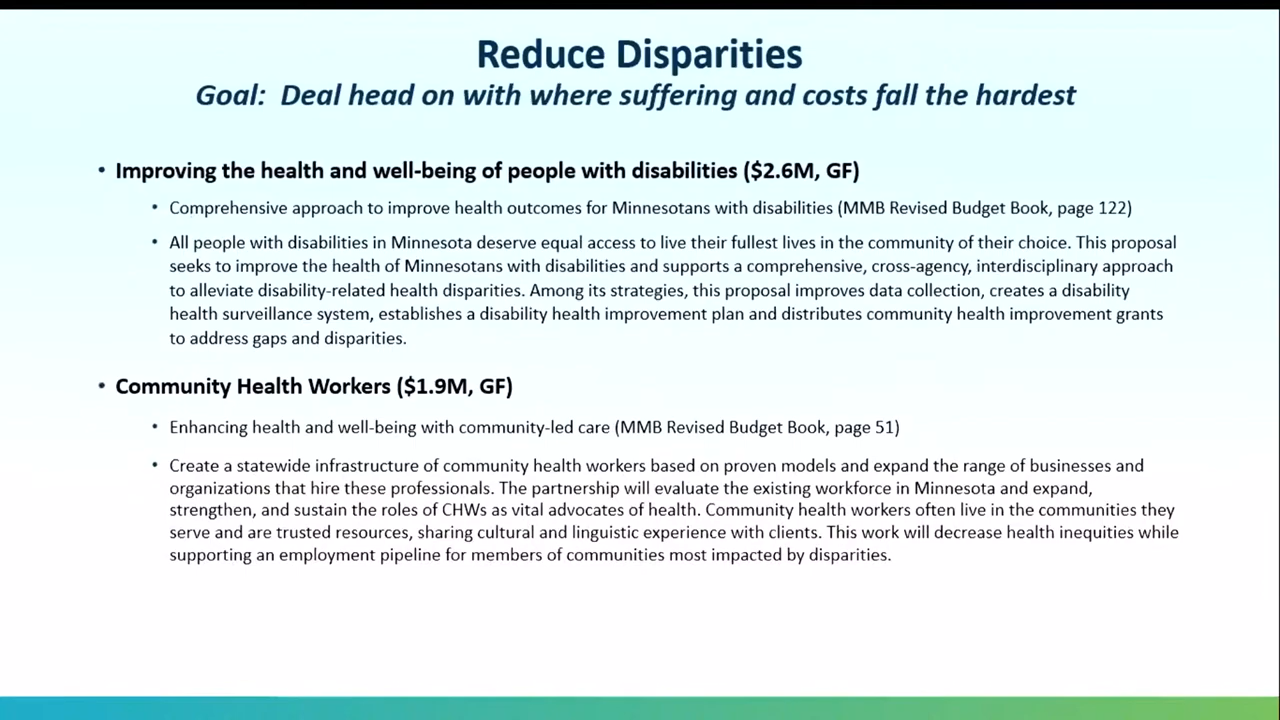 Reduce Disparities
Goal:  Deal head on with where suffering and costs fall the hardest
• Improving the health and well-being of people with disabilities ($2.6M, GF)
• Comprehensive approach to improve health outcomes for Minnesotans with disabilities (MMB Revised Budget Book, page 122)
• All people with disabilities in Minnesota deserve equal access to live their fullest lives in the community of their choice. This proposal
seeks to improve the health of Minnesotans with disabilities and supports a comprehensive, cross-agency, interdisciplinary approach
to alleviate disability-related health disparities. Among its strategies, this proposal improves data collection, creates a disability
health surveillance system, establishes a disability health improvement plan and distributes community health improvement grants
to address gaps and disparities.
• Community Health Workers ($1.9M, GF)
• Enhancing health and well-being with community-led care (MMB Revised Budget Book, page 51)
• Create a statewide infrastructure of community health workers based on proven models and expand the range of businesses and
organizations that hire these professionals. The partnership will evaluate the existing workforce in Minnesota and expand,
strengthen, and sustain the roles of CHWs as vital advocates of health. Community health workers often live in the communities they
serve and are trusted resources, sharing cultural and linguistic experience with clients. This work will decrease health inequities while
supporting an employment pipeline for members of communities most impacted by disparities.